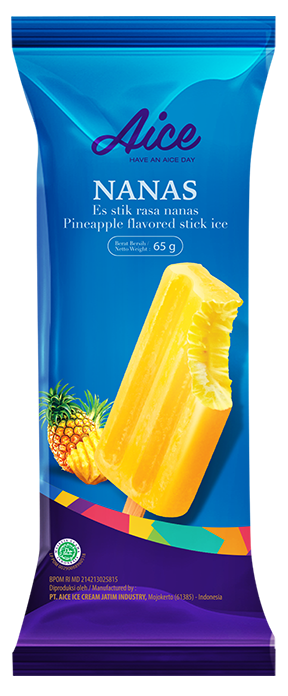 Aice
HAVE AN AICE DAY
NANAS
Es stik rasa nanas
Pineapple flavored stick ice
Berat Bersih /
Netto Weight : 65 g
BPOM RI MD 214213025815
Diproduksi oleh / Manufactured by :
PT. AICE ICE CREAM JATIM INDUSTRY, Mojokerto (61385) - Indonesia